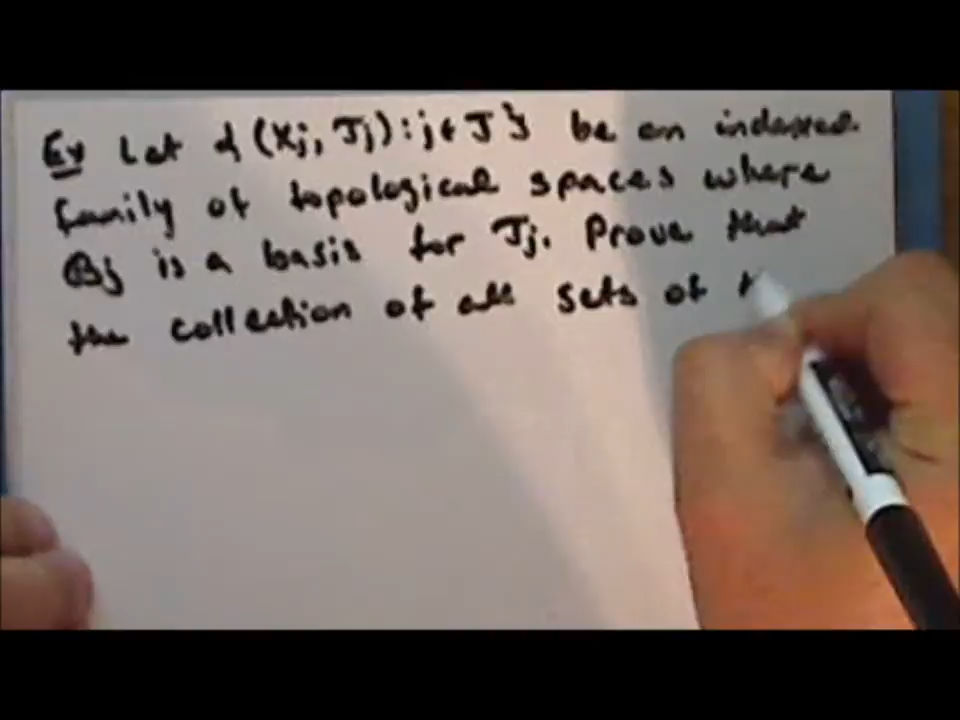 Ex Let {(Xj, Tj) : j ∈ J} be an indexed
family of topological spaces where
Bj is a basis for Tj. Prove that
the collection of all sets of t